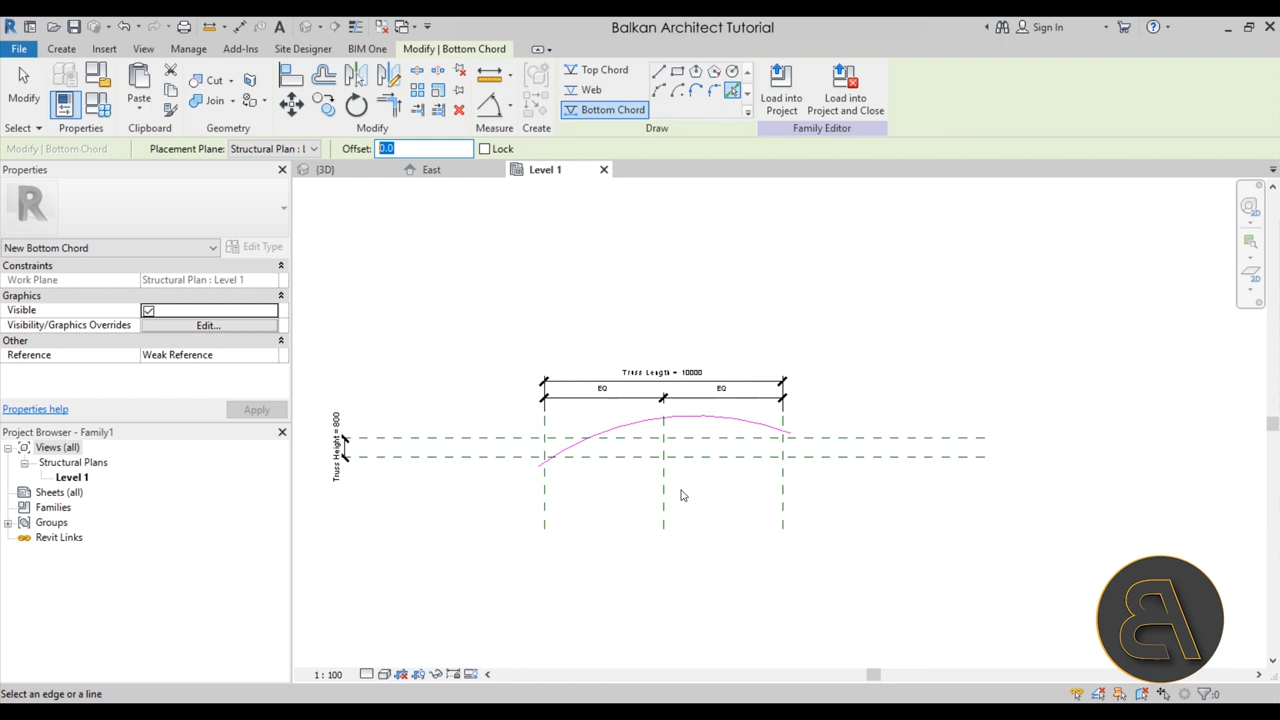 Balkan Architect Tutorial
Sign In
File
Create
Insert
View
Manage
Add-Ins
Site Designer
BIM One
Modify | Bottom Chord
Modify
Paste
Cut
Join
Top Chord
Web
Bottom Chord
Load into
Project
Load into
Project and Close
Select
Properties
Clipboard
Geometry
Modify
Measure
Create
Draw
Family Editor
Modify | Bottom Chord
Placement Plane:
Structural Plan : L
Offset:
0.0
Lock
Properties
{3D}
East
Level 1
R
New Bottom Chord
Edit Type
Constraints
Work Plane
Structural Plan : Level 1
Graphics
Visible
Visibility/Graphics Overrides
Edit...
Other
Reference
Weak Reference
Properties help
Apply
Project Browser - Family1
Views (all)
Structural Plans
Level 1
Sheets (all)
Families
Groups
Revit Links
Truss Length = 10000
EQ
EQ
Truss Height = 800
2D
2D
1 : 100
Select an edge or a line
:0